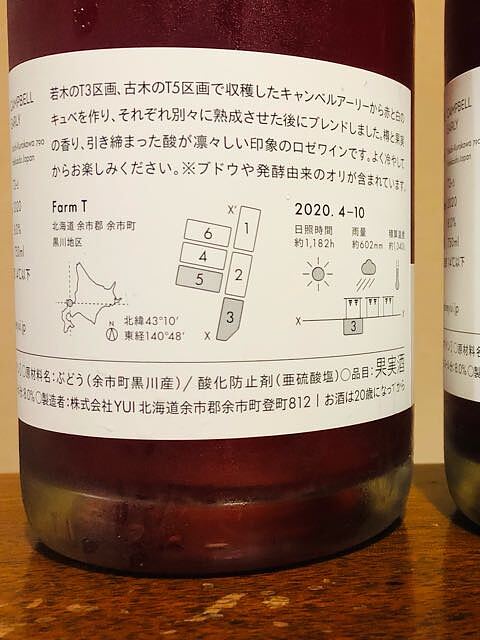 若木のT3区画、古木のT5区画で収穫したキャンベルアーリーから赤と白の
キュベを作り、それぞれ別々に熟成させた後にブレンドしました。樽と果実
の香り、引き締まった酸が凛々しい印象のロゼワインです。よく冷やして
からお楽しみください。※ブドウや発酵由来のオリが含まれています。
CAMPBELL
EARLY
Farm T
北海道 余市郡 余市町
黒川地区
北緯43°10'
東経140°48'
N
X'
1
6
4
2
5
3
X
2020. 4–10
日照時間
約1,182h
雨量
約602mm
積算温度
X
3
原材料名:ぶどう(余市町黒川産)/ 酸化防止剤(亜硫酸塩)○品目:果実酒
8.0%○製造者:株式会社YUI 北海道余市郡余市町登町812 | お酒は20歳になってから